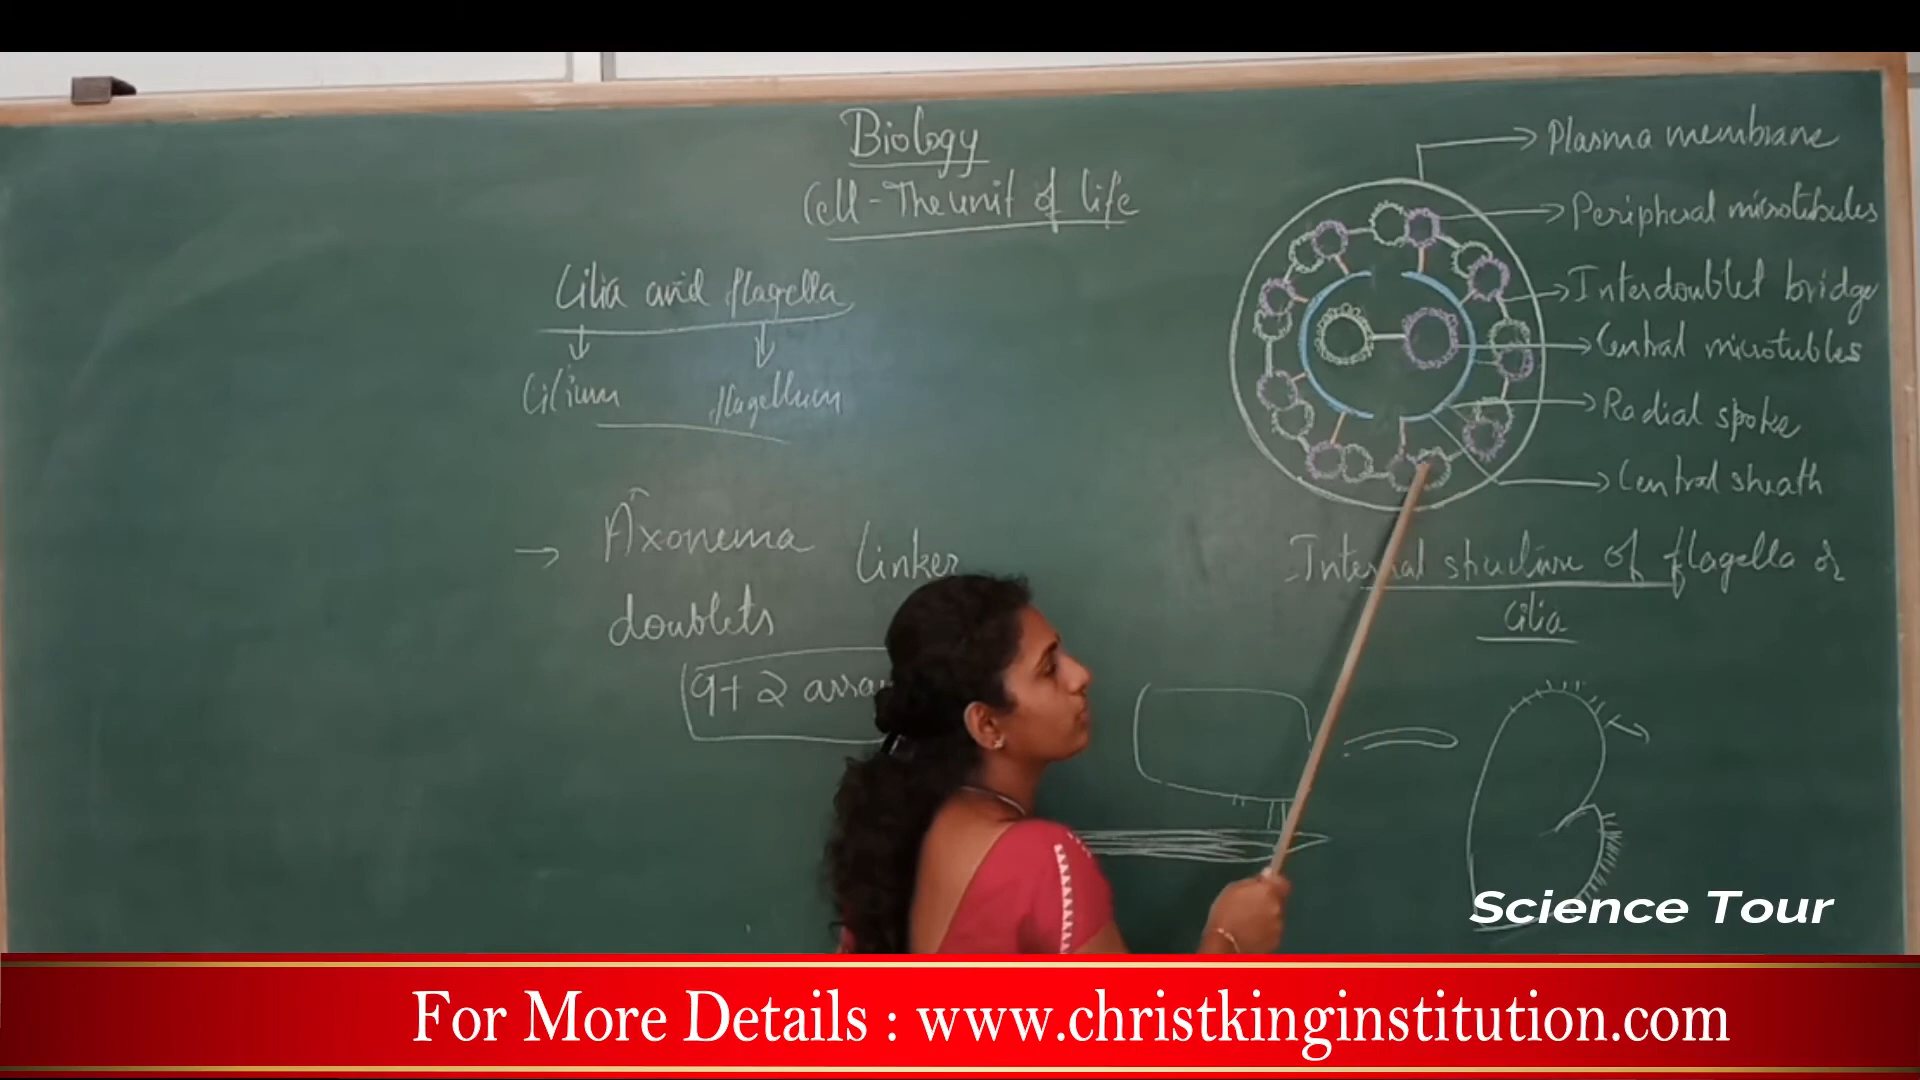 Biology
Cell - The unit of life
Cilia and flagella
Cilium flagellum
Axonema linker
doublets
9+2
Plasma membrane
Peripheral microtubules
Interdoublet bridge
Central microtubles
Radial spoke
Central sheath
Internal structure of flagella or
Cilia
Science Tour
For More Details : www.christkinginstitution.com